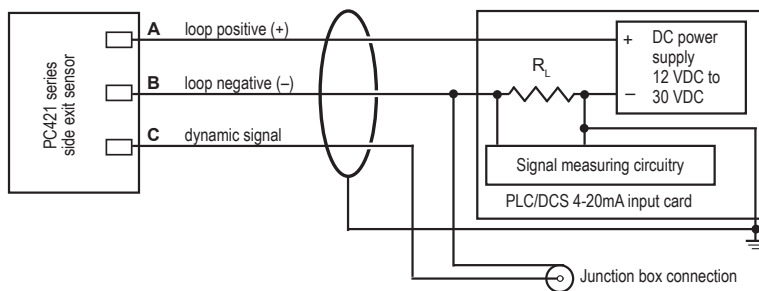 PC421 series
side exit sensor
A loop positive (+)
B loop negative (–)
C dynamic signal
R_L
+
–
DC power
supply
12 VDC to
30 VDC
Signal measuring circuitry
PLC/DCS 4-20mA input card
Junction box connection